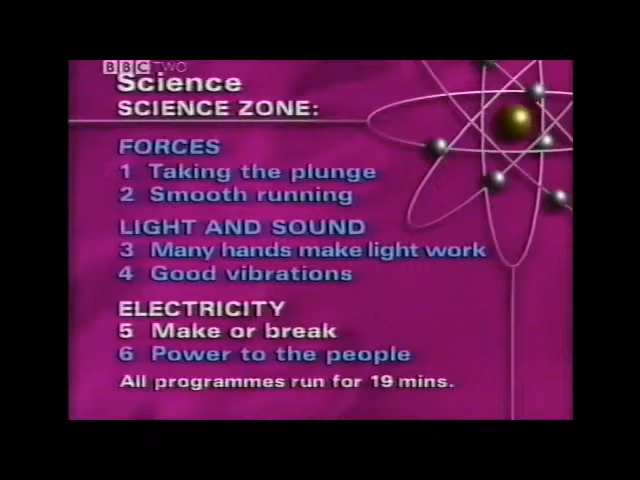 BBC TWO
Science
SCIENCE ZONE:
FORCES
1 Taking the plunge
2 Smooth running
LIGHT AND SOUND
3 Many hands make light work
4 Good vibrations
ELECTRICITY
5 Make or break
6 Power to the people
All programmes run for 19 mins.